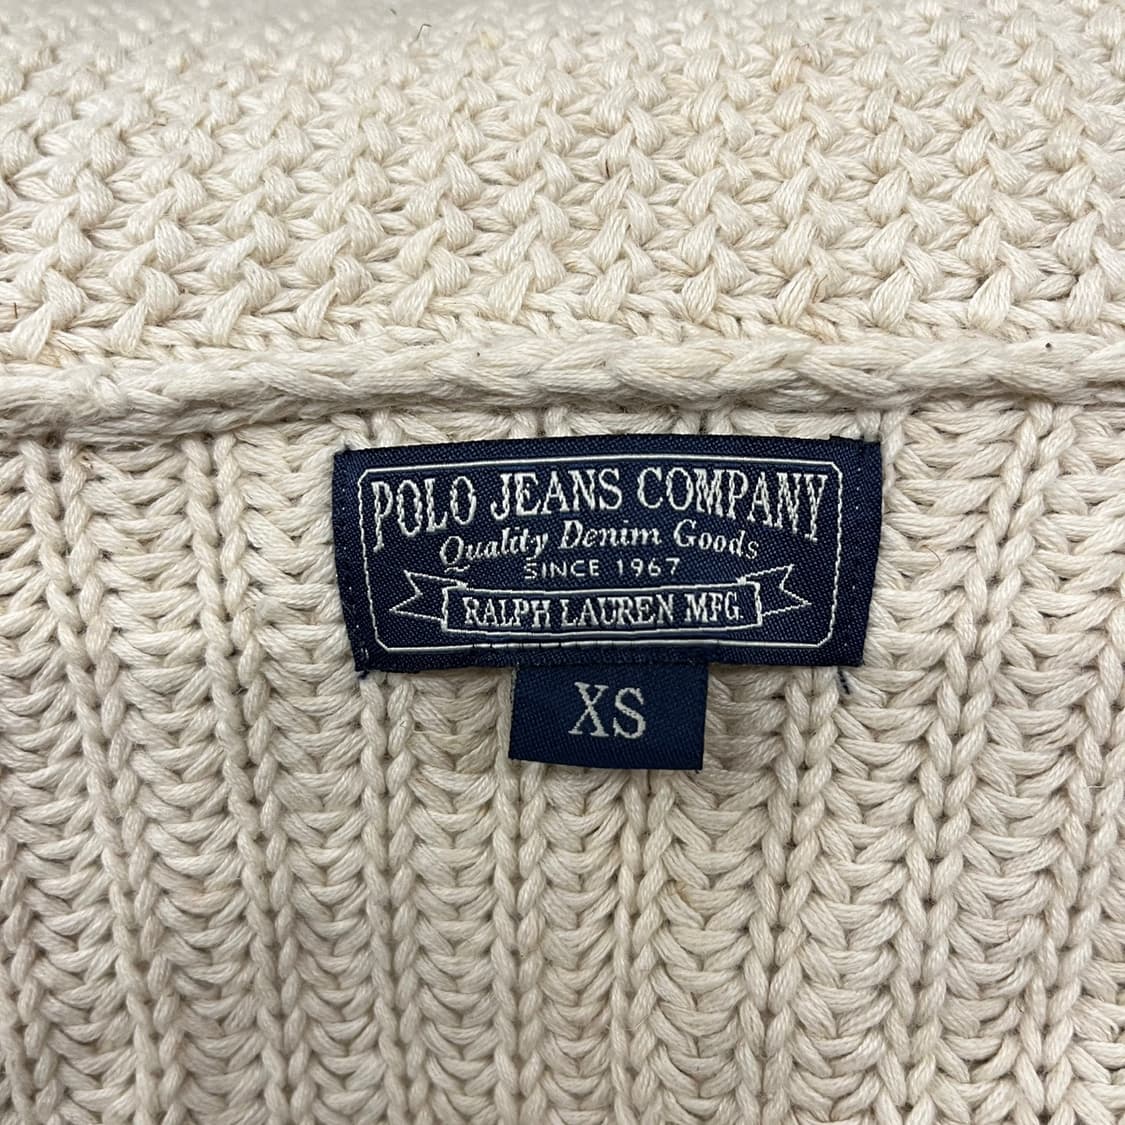 POLO JEANS COMPANY
Quality Denim Goods
SINCE 1967
RALPH LAUREN MFG.
XS